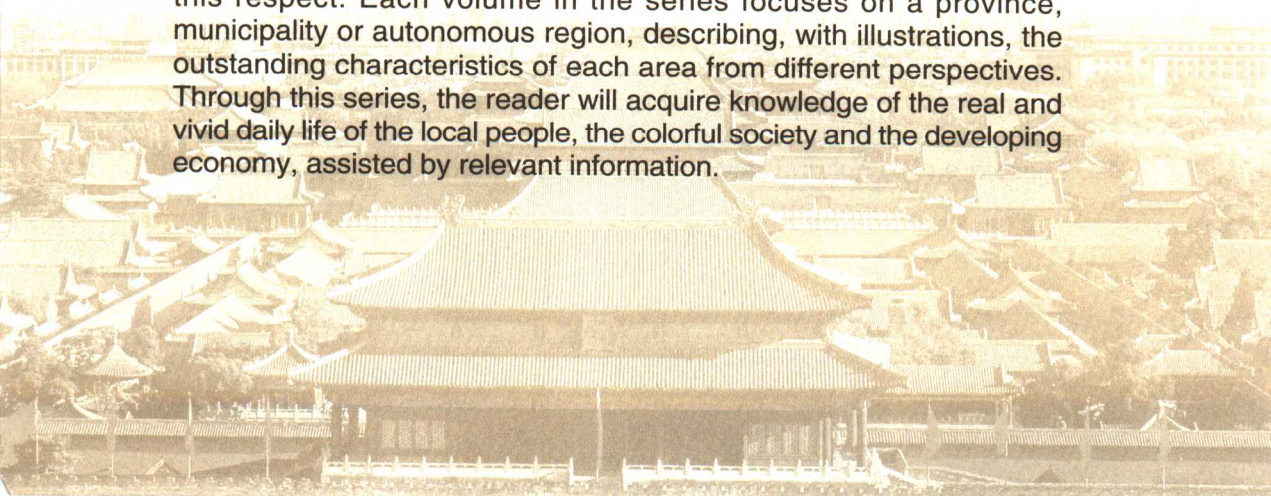 this respect. Each volume in the series focuses on a province,
municipality or autonomous region, describing, with illustrations, the
outstanding characteristics of each area from different perspectives.
Through this series, the reader will acquire knowledge of the real and
vivid daily life of the local people, the colorful society and the developing
economy, assisted by relevant information.